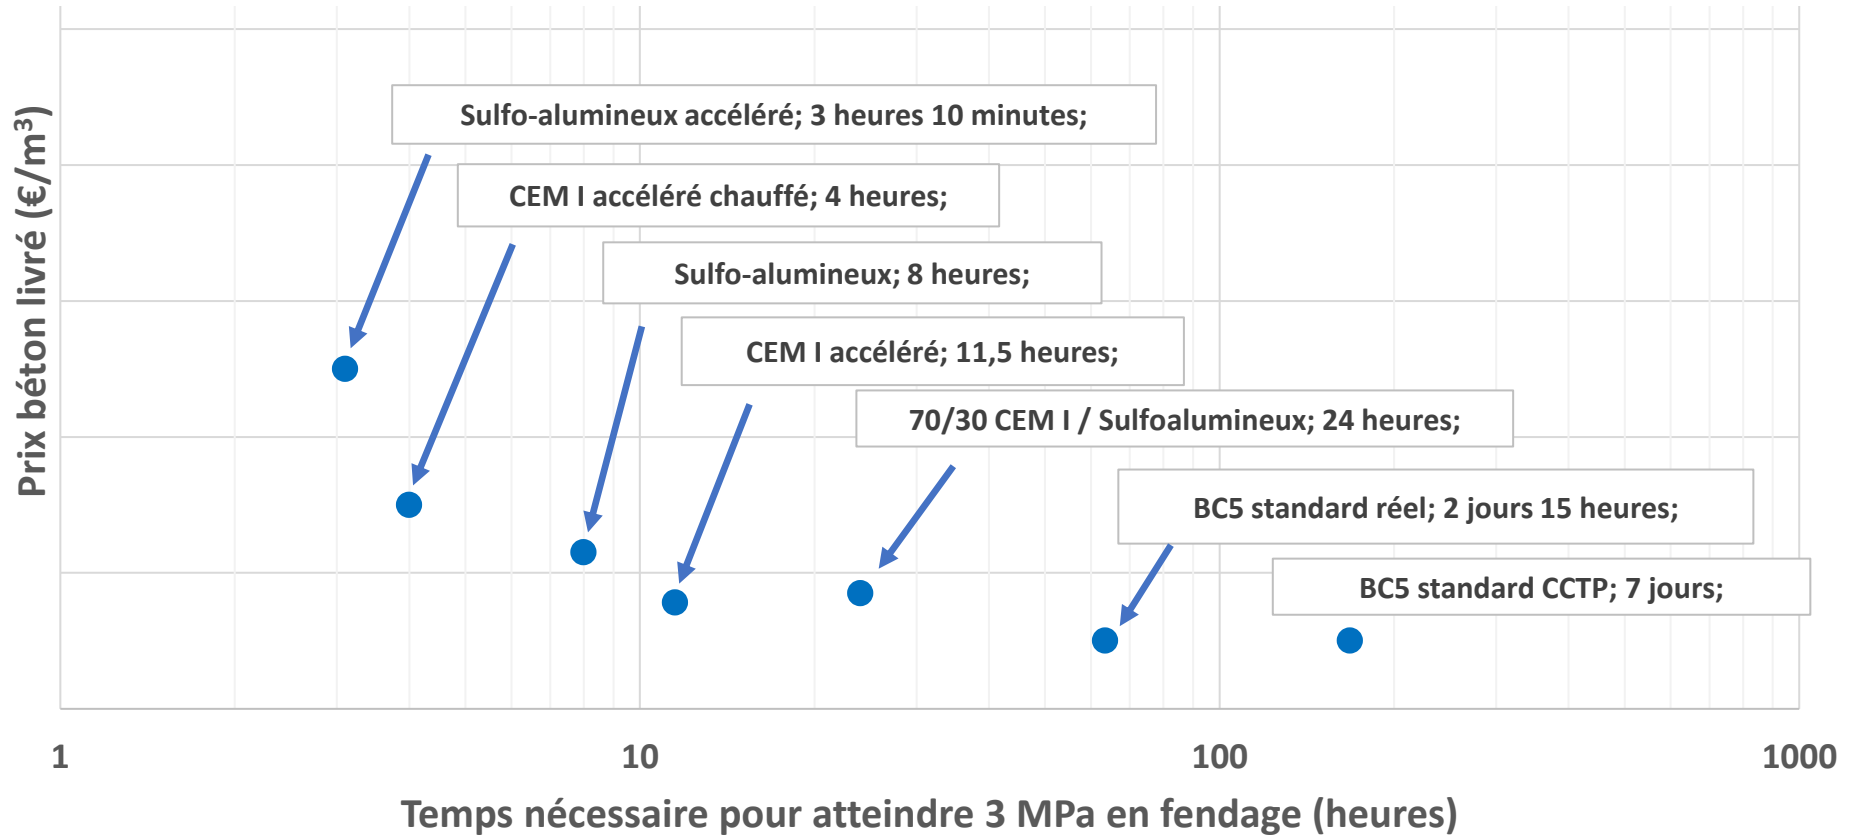 Prix béton livré (€/m³)
Sulfo-alumineux accéléré; 3 heures 10 minutes;
CEM I accéléré chauffé; 4 heures;
Sulfo-alumineux; 8 heures;
CEM I accéléré; 11,5 heures;
70/30 CEM I / Sulfoalumineux; 24 heures;
BC5 standard réel; 2 jours 15 heures;
BC5 standard CCTP; 7 jours;
1 10 100 1000
Temps nécessaire pour atteindre 3 MPa en fendage (heures)